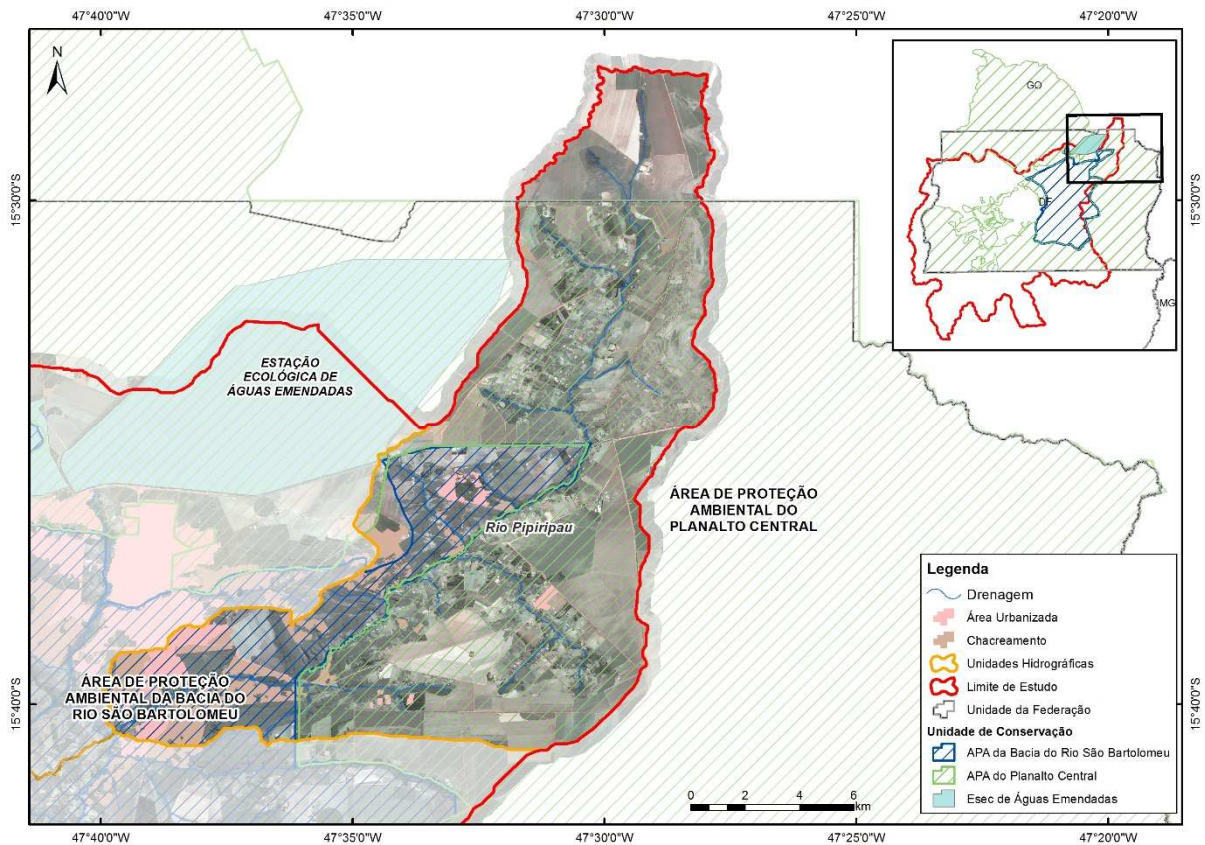 47°40'0"W
47°35'0"W
47°30'0"W
47°25'0"W
47°20'0"W
N
GO
DF
MG
15°30'0"S
15°30'0"S
ESTAÇÃO
ECOLÓGICA DE
ÁGUAS EMENDADAS
Rio Pipiripau
ÁREA DE PROTEÇÃO
AMBIENTAL DO
PLANALTO CENTRAL
ÁREA DE PROTEÇÃO
AMBIENTAL DA BACIA DO
RIO SÃO BARTOLOMEU
15°40'0"S
15°40'0"S
Legenda
Drenagem
Área Urbanizada
Chacreamento
Unidades Hidrográficas
Limite de Estudo
Unidade da Federação
Unidade de Conservação
APA da Bacia do Rio São Bartolomeu
APA do Planalto Central
Esec de Águas Emendadas
0 2 4 6
km
47°40'0"W
47°35'0"W
47°30'0"W
47°25'0"W
47°20'0"W